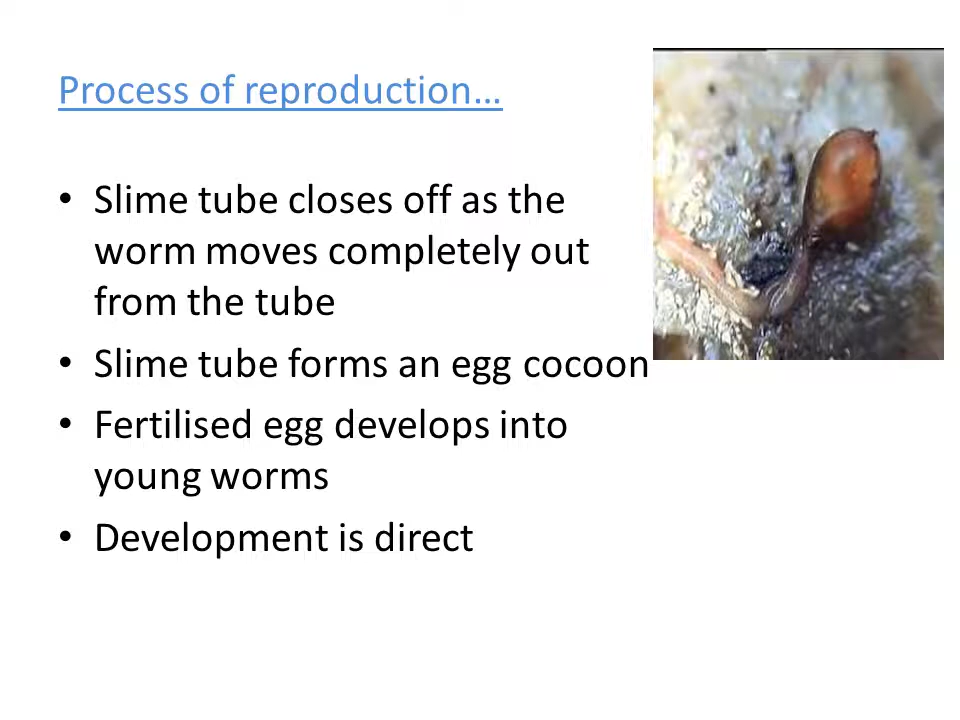 Process of reproduction…
• Slime tube closes off as the
worm moves completely out
from the tube
• Slime tube forms an egg cocoon
• Fertilised egg develops into
young worms
• Development is direct